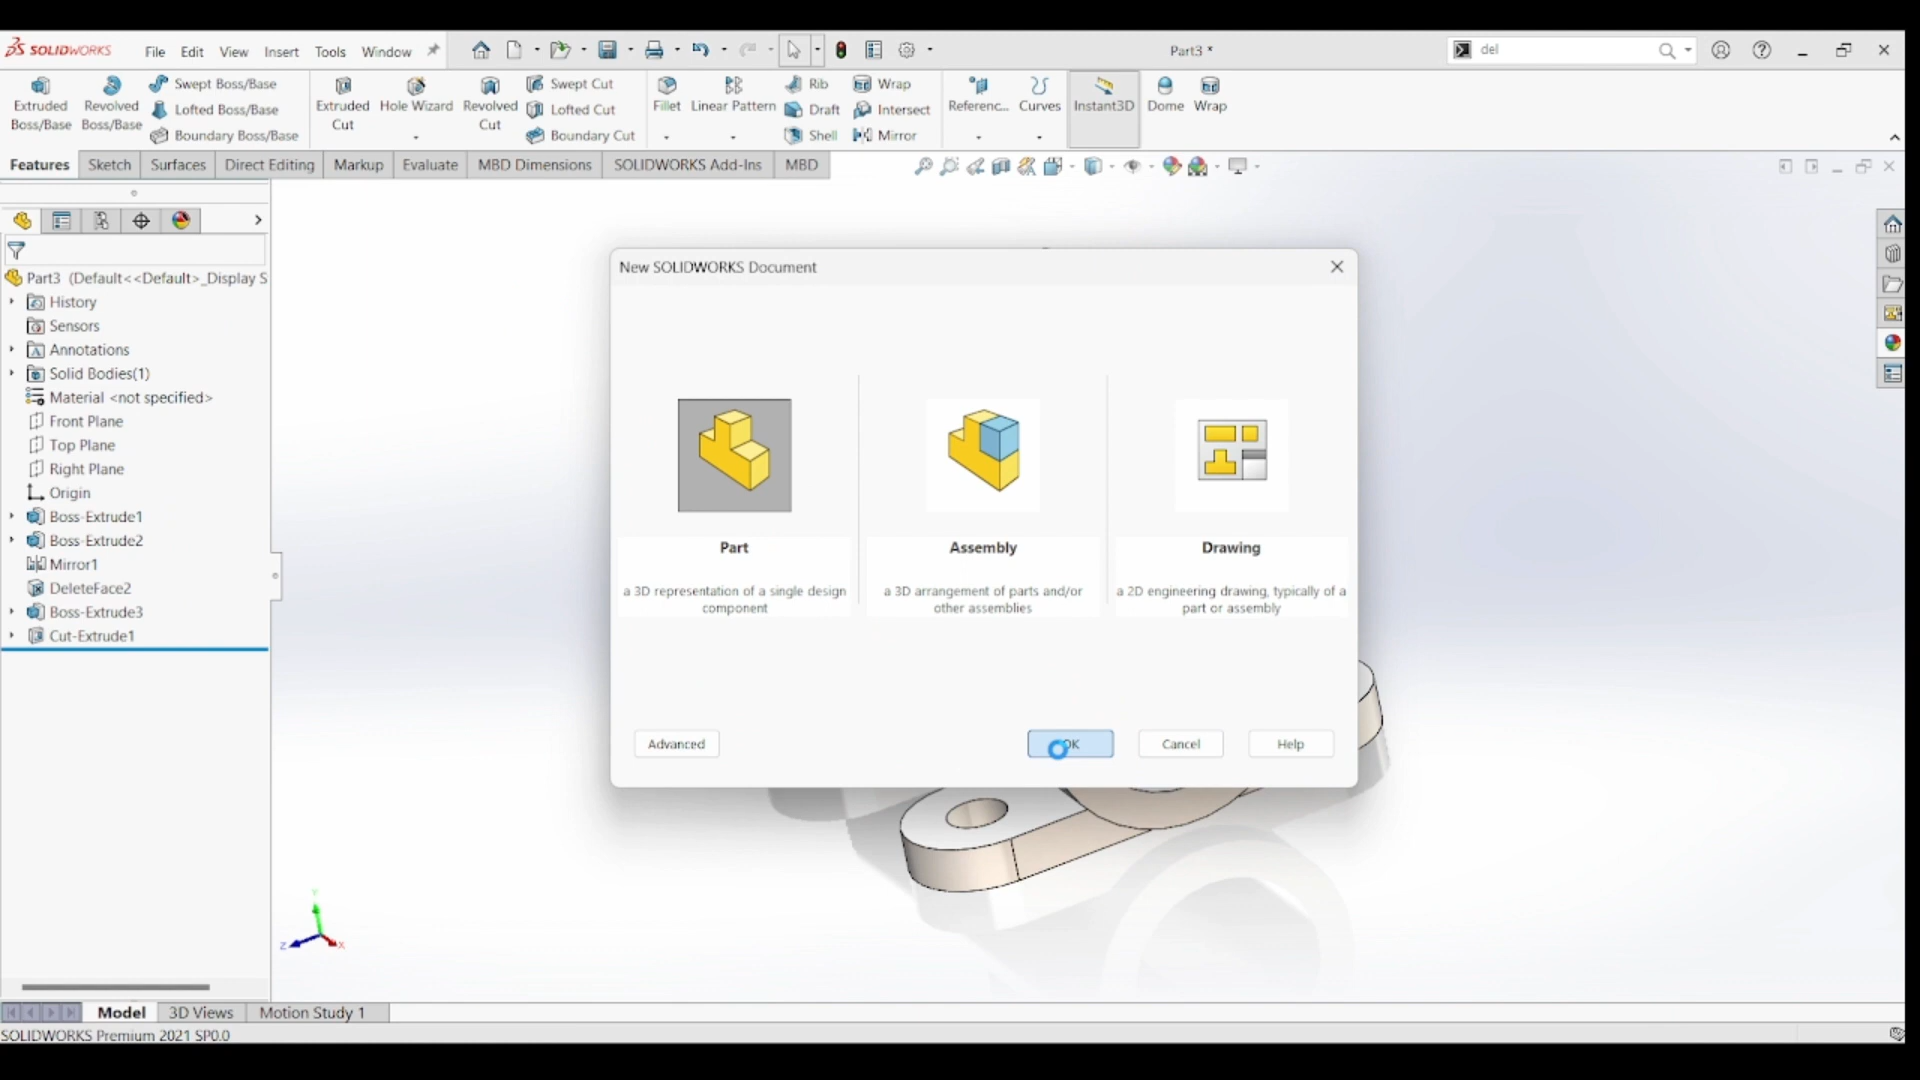 SOLIDWORKS
File Edit View Insert Tools Window
Part3 *
del
Extruded Boss/Base
Revolved Boss/Base
Swept Boss/Base
Lofted Boss/Base
Boundary Boss/Base
Extruded Cut
Hole Wizard
Revolved Cut
Swept Cut
Lofted Cut
Boundary Cut
Fillet
Linear Pattern
Rib
Draft
Shell
Wrap
Intersect
Mirror
Referenc...
Curves
Instant3D
Dome
Wrap
Features Sketch Surfaces Direct Editing Markup Evaluate MBD Dimensions SOLIDWORKS Add-Ins MBD
Part3 (Default<<Default>_Display S
History
Sensors
Annotations
Solid Bodies(1)
Material <not specified>
Front Plane
Top Plane
Right Plane
Origin
Boss-Extrude1
Boss-Extrude2
Mirror1
DeleteFace2
Boss-Extrude3
Cut-Extrude1
New SOLIDWORKS Document
Part
a 3D representation of a single design
component
Assembly
a 3D arrangement of parts and/or
other assemblies
Drawing
a 2D engineering drawing, typically of a
part or assembly
Advanced OK Cancel Help
Y
Z X
Model 3D Views Motion Study 1
SOLIDWORKS Premium 2021 SP0.0